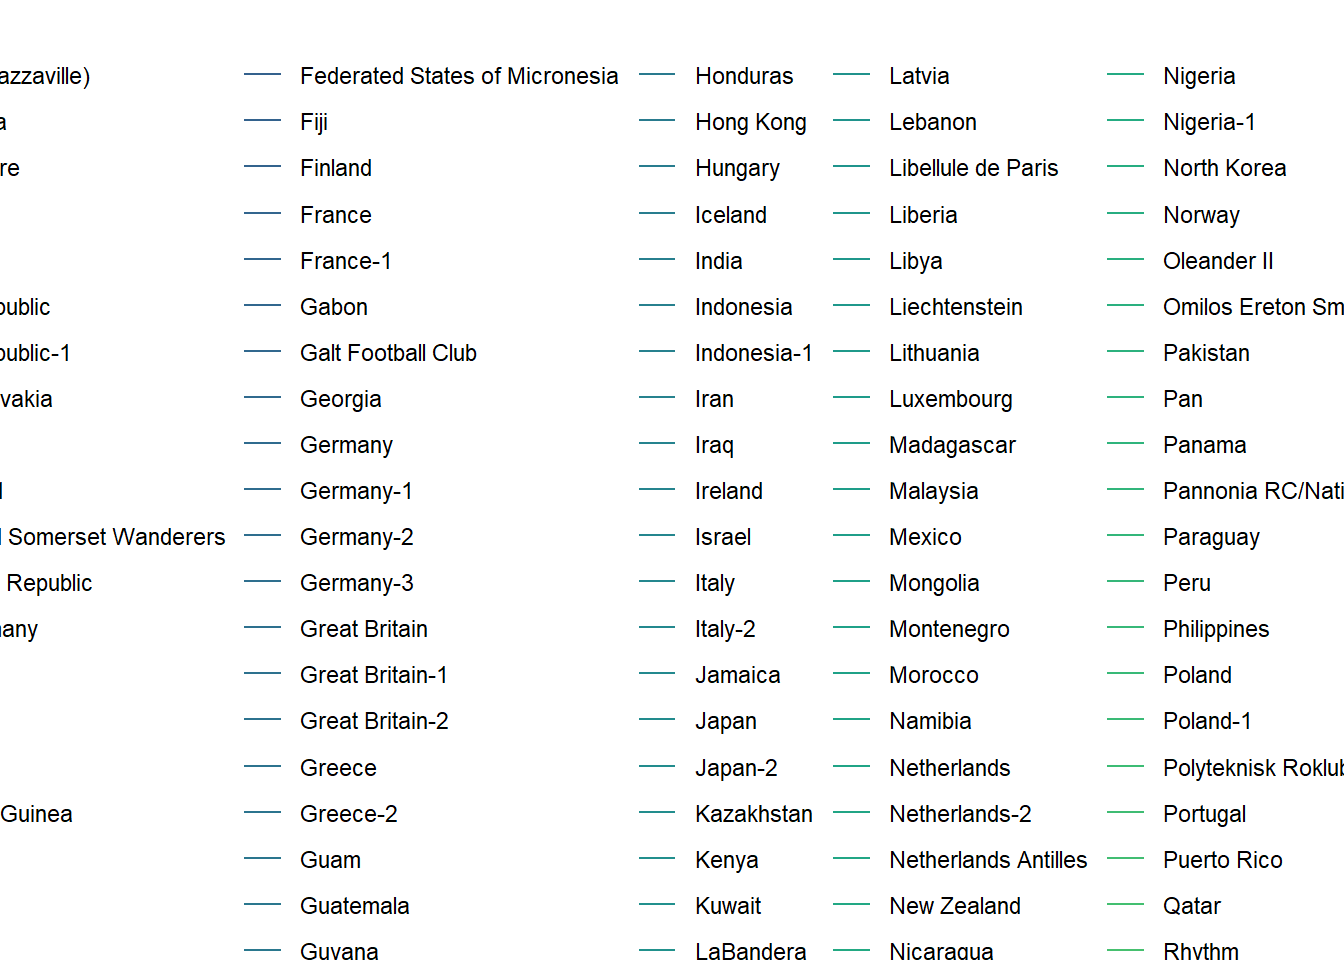 azzaville) Federated States of Micronesia Honduras Latvia Nigeria
a Fiji Hong Kong Lebanon Nigeria-1
re Finland Hungary Libellule de Paris North Korea
France Iceland Liberia Norway
France-1 India Libya Oleander II
public Gabon Indonesia Liechtenstein Omilos Ereton Sm
public-1 Galt Football Club Indonesia-1 Lithuania Pakistan
vakia Georgia Iran Luxembourg Pan
Germany Iraq Madagascar Panama
Germany-1 Ireland Malaysia Pannonia RC/Nati
Somerset Wanderers Germany-2 Israel Mexico Paraguay
Republic Germany-3 Italy Mongolia Peru
any Great Britain Italy-2 Montenegro Philippines
Great Britain-1 Jamaica Morocco Poland
Great Britain-2 Japan Namibia Poland-1
Greece Japan-2 Netherlands Polyteknisk Roklub
Guinea Greece-2 Kazakhstan Netherlands-2 Portugal
Guam Kenya Netherlands Antilles Puerto Rico
Guatemala Kuwait New Zealand Qatar
Guyana LaBandera Nicaragua Rhythm